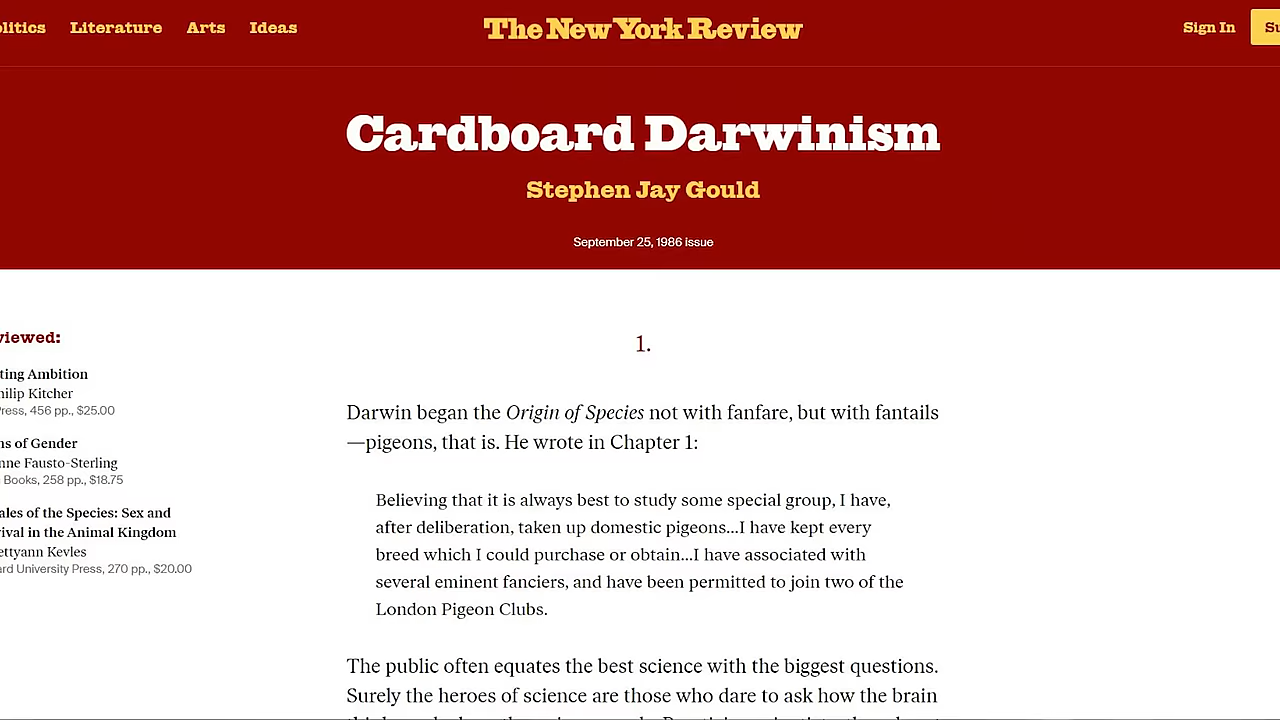 olitics Literature Arts Ideas The New York Review Sign In Su
Cardboard Darwinism
Stephen Jay Gould
September 25, 1986 issue
viewed:
ting Ambition
hilip Kitcher
Press, 456 pp., $25.00
ns of Gender
nne Fausto-Sterling
Books, 258 pp., $18.75
ales of the Species: Sex and
ival in the Animal Kingdom
ettyann Kevles
ard University Press, 270 pp., $20.00
1.
Darwin began the Origin of Species not with fanfare, but with fantails
—pigeons, that is. He wrote in Chapter 1:
Believing that it is always best to study some special group, I have,
after deliberation, taken up domestic pigeons…I have kept every
breed which I could purchase or obtain…I have associated with
several eminent fanciers, and have been permitted to join two of the
London Pigeon Clubs.
The public often equates the best science with the biggest questions.
Surely the heroes of science are those who dare to ask how the brain